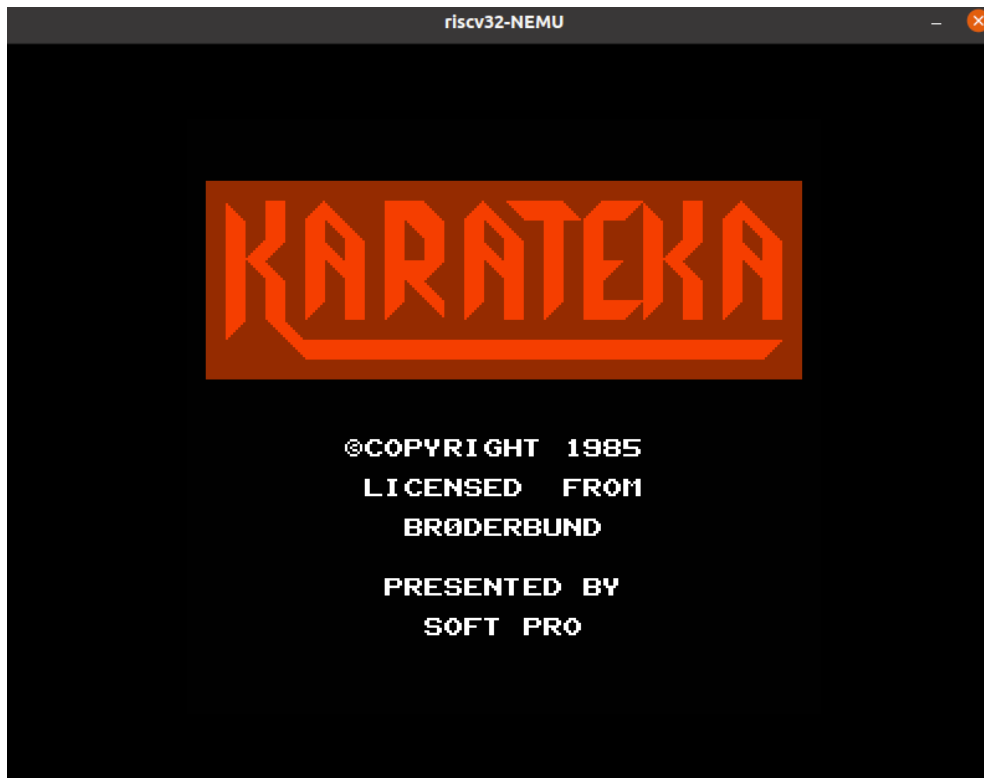 riscv32-NEMU
KARATEKA
©COPYRIGHT 1985
LICENSED FROM
BRØDERBUND
PRESENTED BY
SOFT PRO